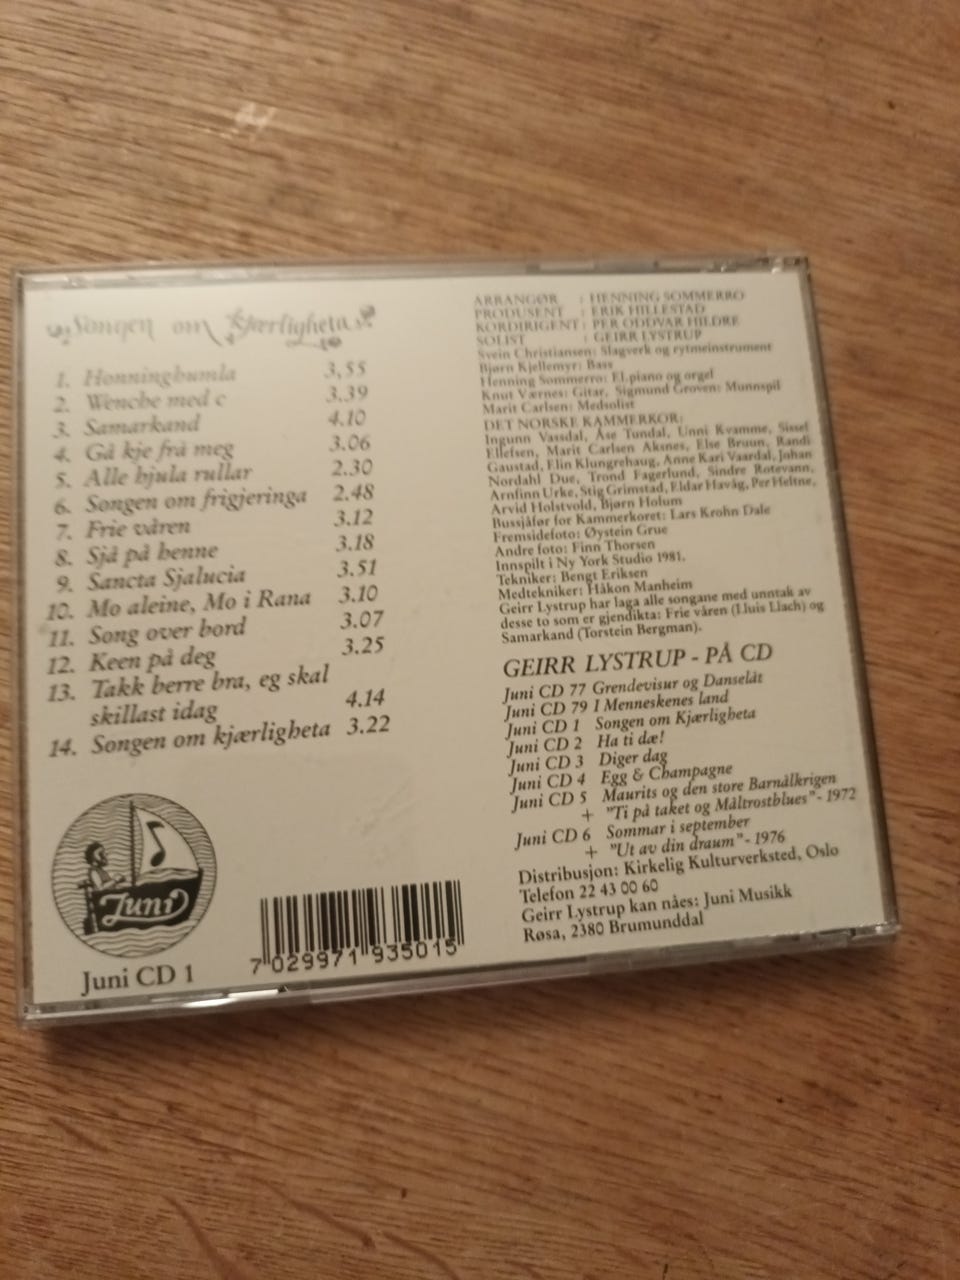 Songen om Kjærligheta
1. Honninghumla 3,55
2. Wenche med c 3.39
3. Samarkand 4.10
4. Gå kje frå meg 3.06
5. Alle hjula rullar 2.30
6. Songen om frigjeringa 2.48
7. Frie våren 3.12
8. Sjå på henne 3.18
9. Sancta Sjalucia 3.51
10. Mo aleine, Mo i Rana 3.10
11. Song over bord 3.07
12. Keen på deg 3.25
13. Takk berre bra, eg skal
skillast idag 4.14
14. Songen om kjærligheta 3.22
Juni
Juni CD 1
7 029971 935015
ARRANGØR : HENNING SOMMERRO
PRODUSENT : ERIK HILLESTAD
KORDIRIGENT : PER ODDVAR HILDRE
SOLIST : GEIRR LYSTRUP
Svein Christiansen: Slagverk og rytmeinstrument
Bjørn Kjellemyr: Bass
Henning Sommerro: El.piano og orgel
Knut Værnes: Gitar, Sigmund Groven: Munnspil
Marit Carlsen: Medsolist
DET NORSKE KAMMERKOR:
Ingunn Vassdal, Åse Tundal, Unni Kvamme, Sissel
Ellefsen, Marit Carlsen Aksnes, Else Bruun, Randi
Gaustad, Elin Klungrehaug, Anne Kari Vaardal, Johan
Nordahl Due, Trond Fagerlund, Sindre Rotevann,
Arnfinn Urke, Stig Grimstad, Eldar Havåg, Per Heltne,
Arvid Holstvold, Bjørn Holum
Bussjåfør for Kammerkoret: Lars Krohn Dale
Fremsidefoto: Øystein Grue
Andre foto: Finn Thorsen
Innspilt i Ny York Studio 1981.
Tekniker: Bengt Eriksen
Medtekniker: Håkon Manheim
Geirr Lystrup har laga alle songane med unntak av
desse to som er gjendikta: Frie våren (Lluis Llach) og
Samarkand (Torstein Bergman).
GEIRR LYSTRUP - PÅ CD
Juni CD 77 Grendevisur og Danselåt
Juni CD 79 I Menneskenes land
Juni CD 1 Songen om Kjærligheta
Juni CD 2 Ha ti dæ!
Juni CD 3 Diger dag
Juni CD 4 Egg & Champagne
Juni CD 5 Maurits og den store Barnålkrigen
+ "Ti på taket og Måltrostblues"- 1972
Juni CD 6 Sommar i september
+ "Ut av din draum"- 1976
Distribusjon: Kirkelig Kulturverksted, Oslo
Telefon 22 43 00 60
Geirr Lystrup kan nåes: Juni Musikk
Røsa, 2380 Brumunddal